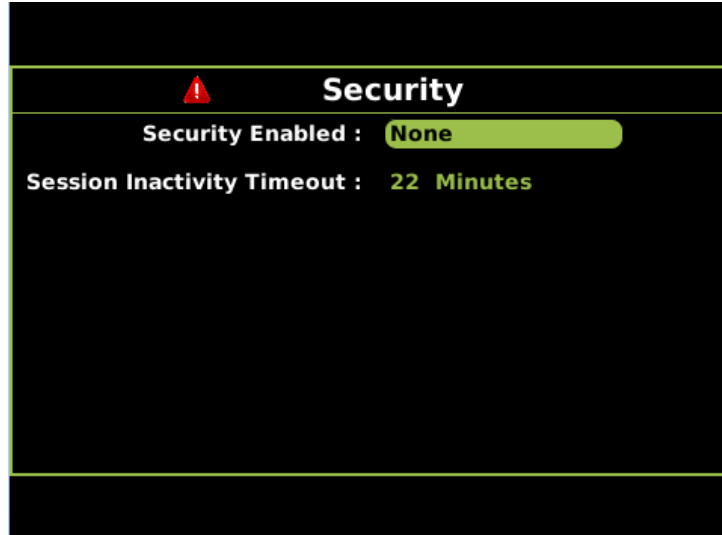 Security
Security Enabled : None
Session Inactivity Timeout : 22 Minutes